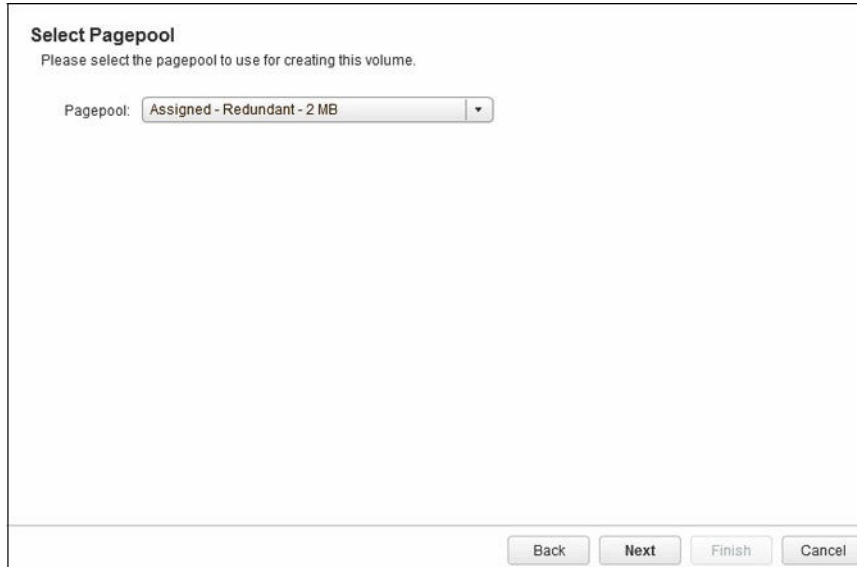 Select Pagepool
Please select the pagepool to use for creating this volume.
Pagepool: Assigned - Redundant - 2 MB
Back Next Finish Cancel